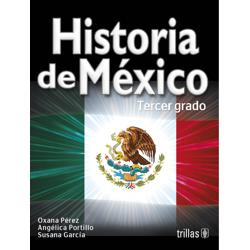 Historia
de México
Tercer grado
Oxana Pérez
Angélica Portillo
Susana García
trillas